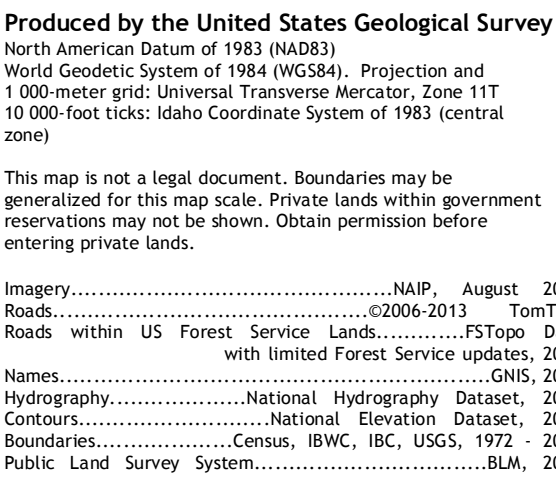 Produced by the United States Geological Survey
North American Datum of 1983 (NAD83)
World Geodetic System of 1984 (WGS84). Projection and
1 000-meter grid: Universal Transverse Mercator, Zone 11T
10 000-foot ticks: Idaho Coordinate System of 1983 (central
zone)
This map is not a legal document. Boundaries may be
generalized for this map scale. Private lands within government
reservations may not be shown. Obtain permission before
entering private lands.
Imagery..........................................NAIP, August
Roads..........................................©2006-2013
Roads within US Forest Service Lands.............FSTopo
with limited Forest Service updates,
Names..........................................GNIS,
Hydrography....................National Hydrography Dataset,
Contours............................National Elevation Dataset,
Boundaries....................Census, IBWC, IBC, USGS, 1972 -
Public Land Survey System..................................BLM,